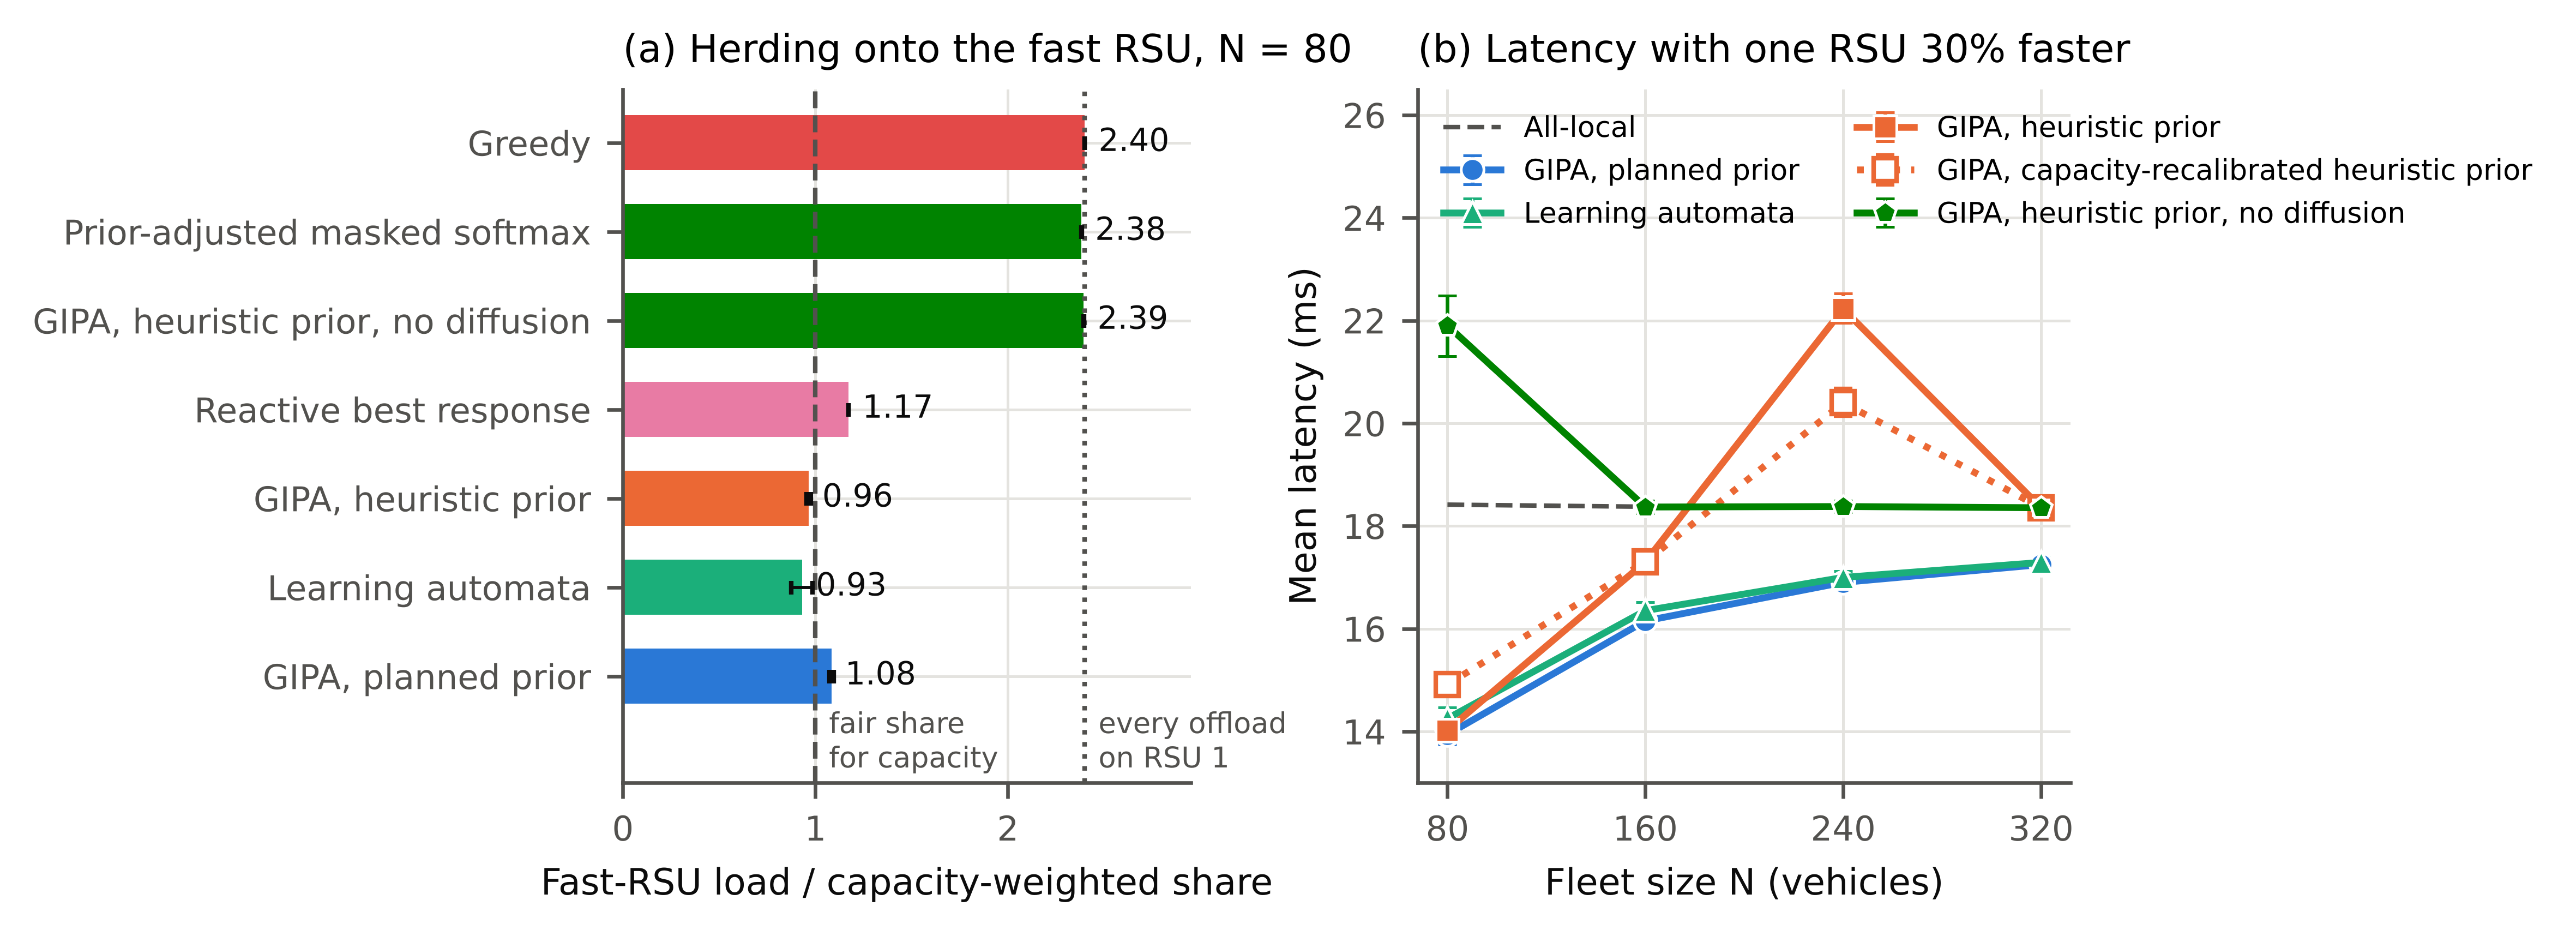 (a) Herding onto the fast RSU, N = 80
Greedy
Prior-adjusted masked softmax
GIPA, heuristic prior, no diffusion
Reactive best response
GIPA, heuristic prior
Learning automata
GIPA, planned prior
2.40
2.38
2.39
1.17
0.96
0.93
1.08
fair share
for capacity
every offload
on RSU 1
0
1
2
Fast-RSU load / capacity-weighted share
(b) Latency with one RSU 30% faster
All-local
GIPA, planned prior
Learning automata
GIPA, heuristic prior
GIPA, capacity-recalibrated heuristic prior
GIPA, heuristic prior, no diffusion
Mean latency (ms)
26
24
22
20
18
16
14
80
160
240
320
Fleet size N (vehicles)